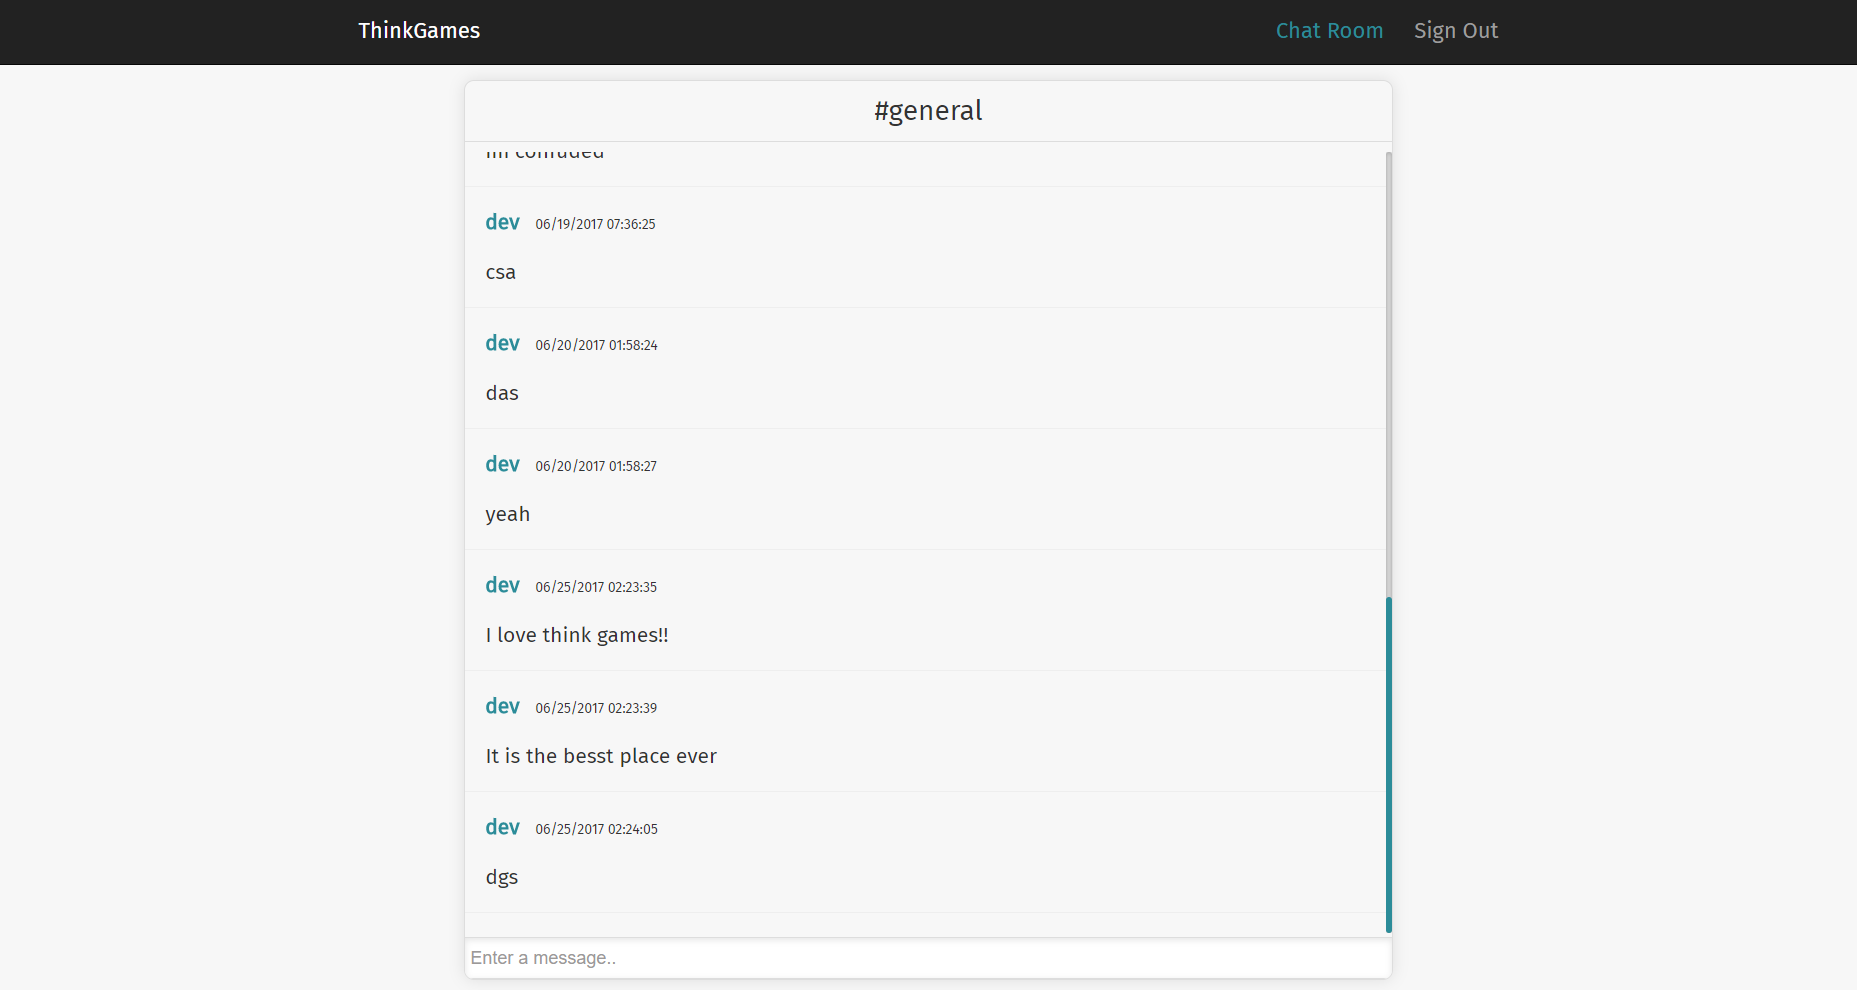 ThinkGames
Chat Room
Sign Out
#general
dev 06/19/2017 07:36:25
csa
dev 06/20/2017 01:58:24
das
dev 06/20/2017 01:58:27
yeah
dev 06/25/2017 02:23:35
I love think games!!
dev 06/25/2017 02:23:39
It is the besst place ever
dev 06/25/2017 02:24:05
dgs
Enter a message..